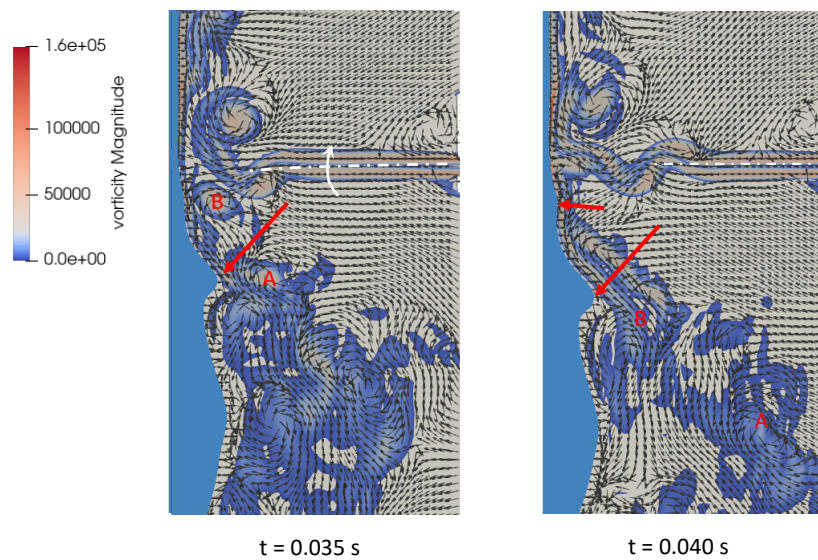 1.6e+05
100000
50000
0.0e+00
vorticity Magnitude
B
A
B
A
t = 0.035 s
t = 0.040 s